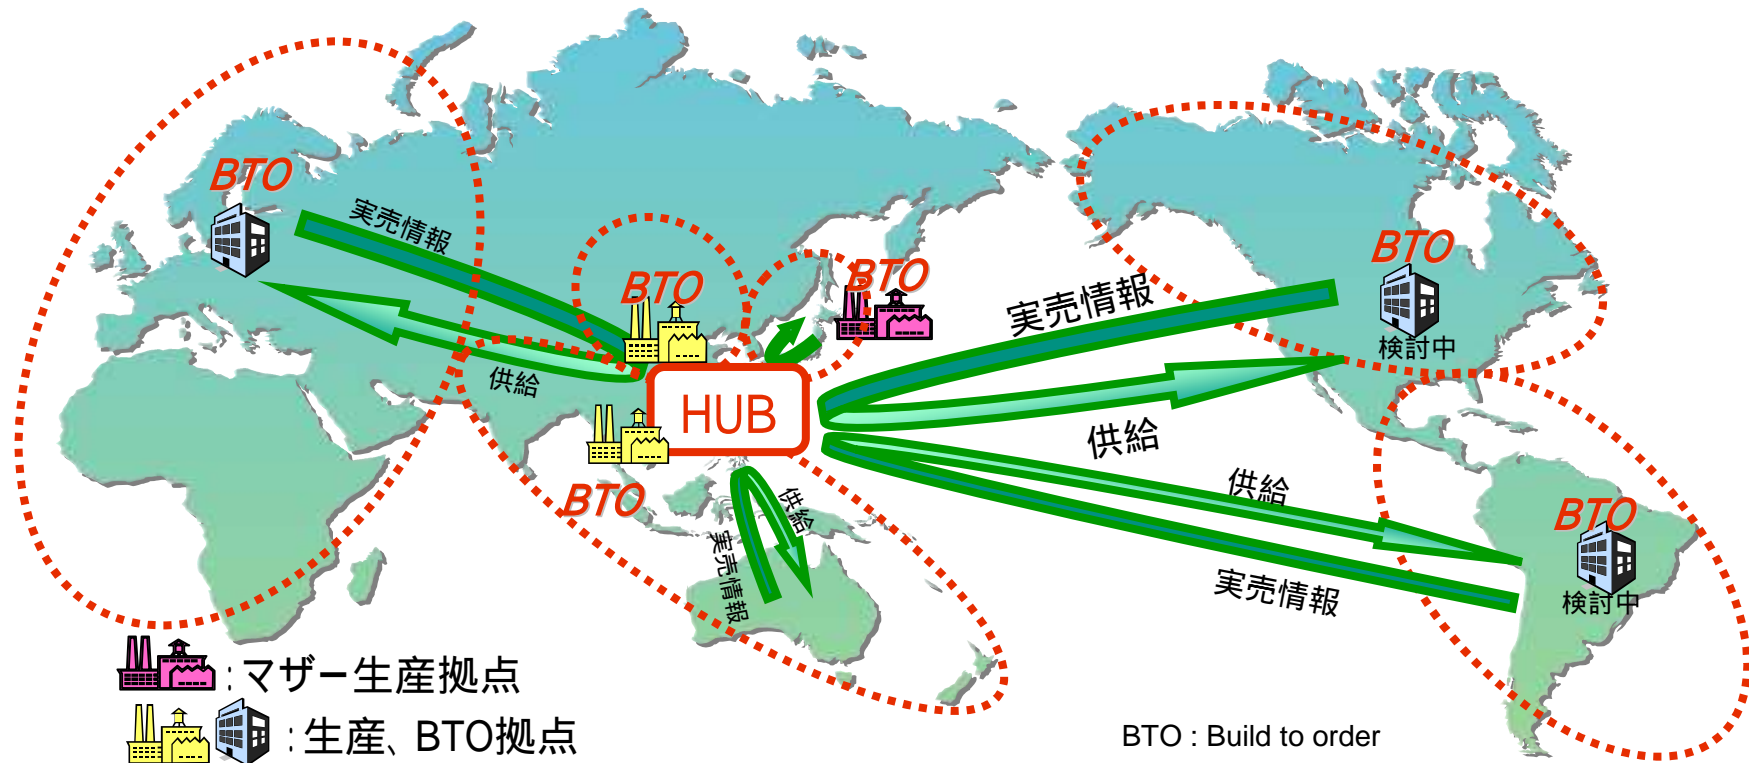 BTO
実売情報
供給
BTO
BTO
HUB
BTO
供給
実売情報
実売情報
供給
BTO
検討中
供給
実売情報
BTO
検討中
:マザー生産拠点
:生産、BTO拠点
BTO : Build to order